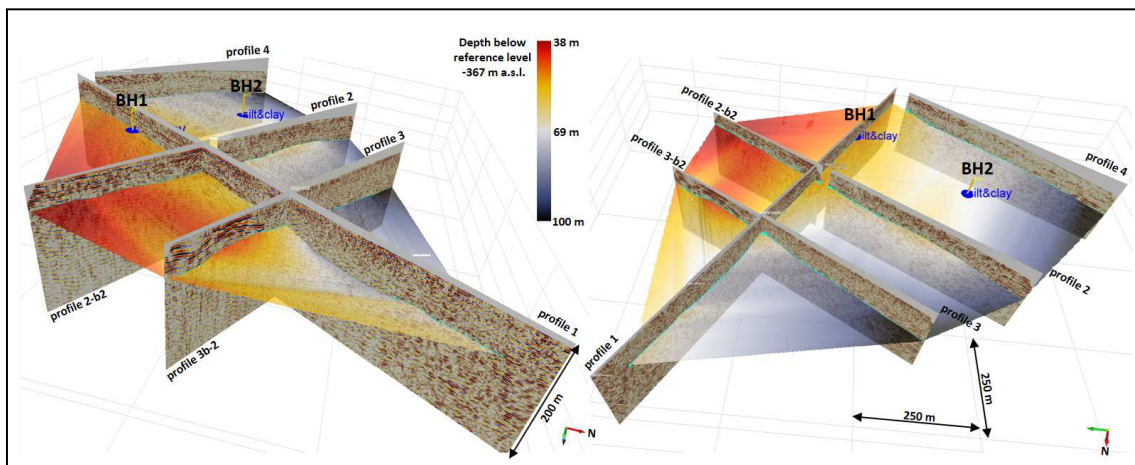 profile 4
BH1
BH2
silt&clay
profile 2
profile 3
profile 2-b2
profile 3b-2
profile 1
200 m
N
Depth below
reference level
-367 m a.s.l.
38 m
69 m
100 m
profile 2-b2
profile 3-b2
BH1
silt&clay
BH2
silt&clay
profile 4
profile 2
profile 3
profile 1
250 m
250 m
N